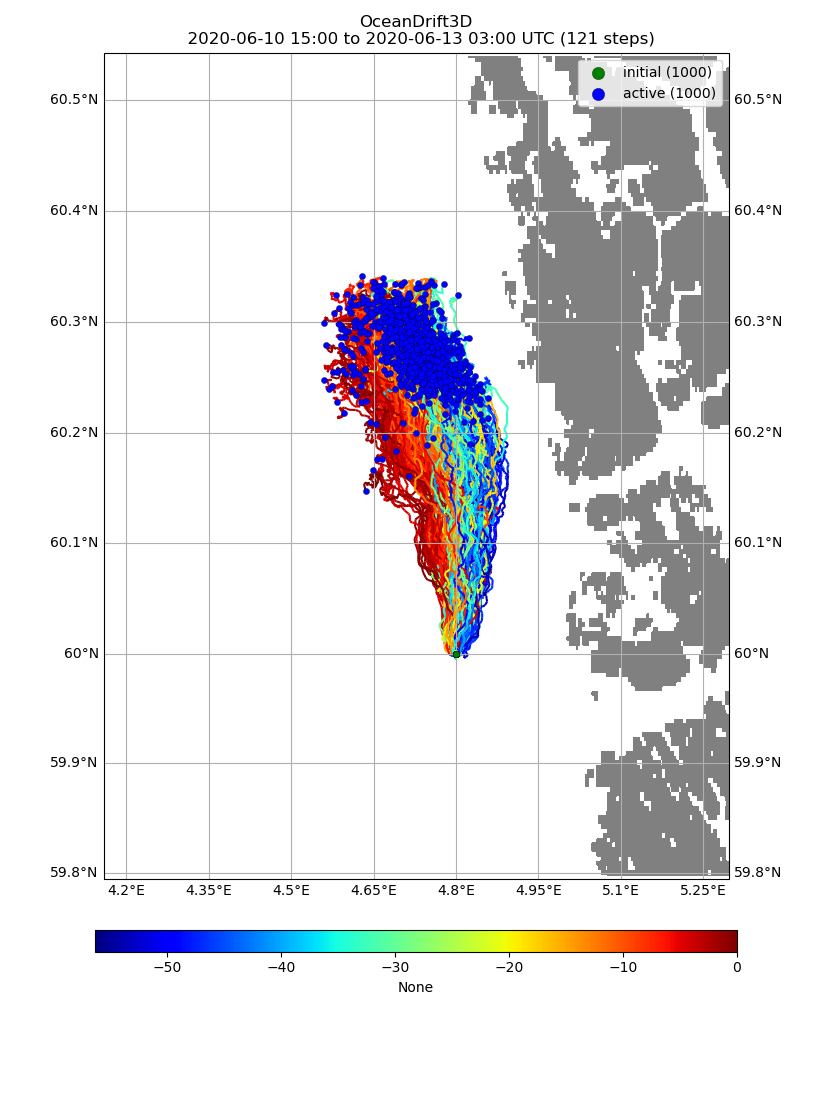 OceanDrift3D
2020-06-10 15:00 to 2020-06-13 03:00 UTC (121 steps)
initial (1000)
active (1000)
60.5°N 60.5°N
60.4°N 60.4°N
60.3°N 60.3°N
60.2°N 60.2°N
60.1°N 60.1°N
60°N 60°N
59.9°N 59.9°N
59.8°N 59.8°N
4.2°E 4.35°E 4.5°E 4.65°E 4.8°E 4.95°E 5.1°E 5.25°E
−50 −40 −30 −20 −10 0
None